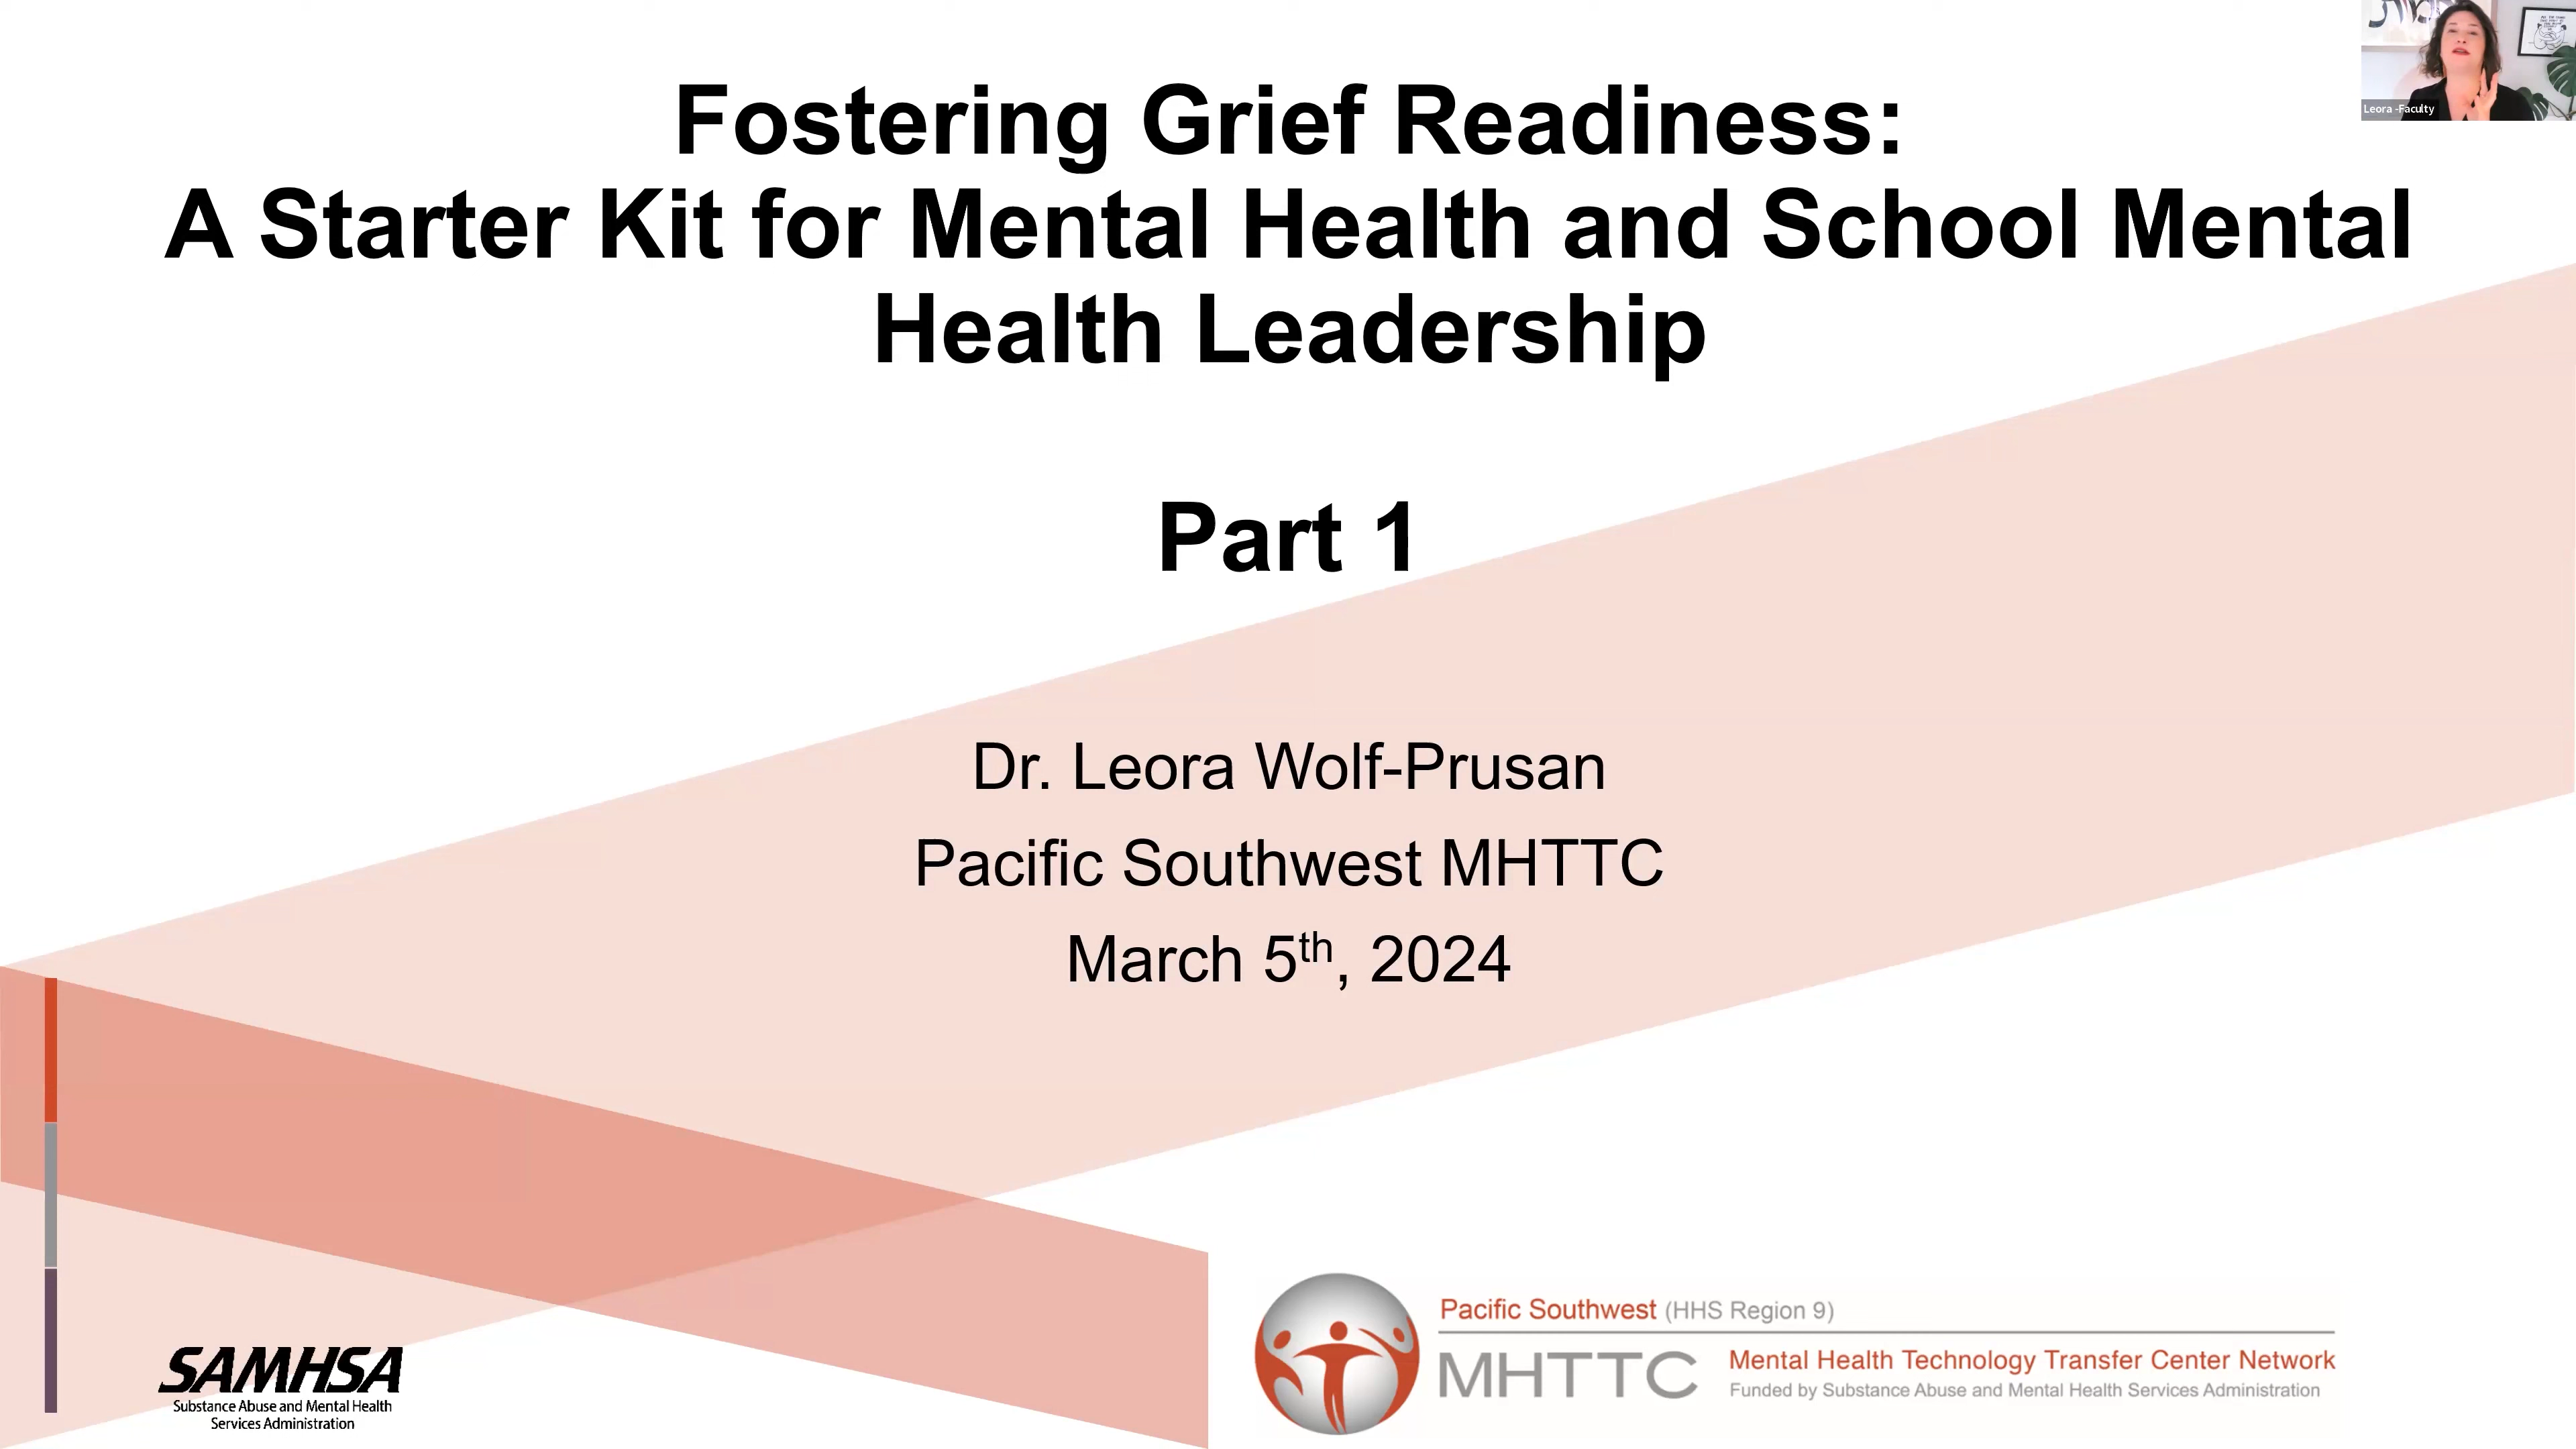 Fostering Grief Readiness:
A Starter Kit for Mental Health and School Mental
Health Leadership
Part 1
Dr. Leora Wolf-Prusan
Pacific Southwest MHTTC
March 5th, 2024
Leora -Faculty
SAMHSA
Substance Abuse and Mental Health
Services Administration
Pacific Southwest (HHS Region 9)
MHTTC
Mental Health Technology Transfer Center Network
Funded by Substance Abuse and Mental Health Services Administration